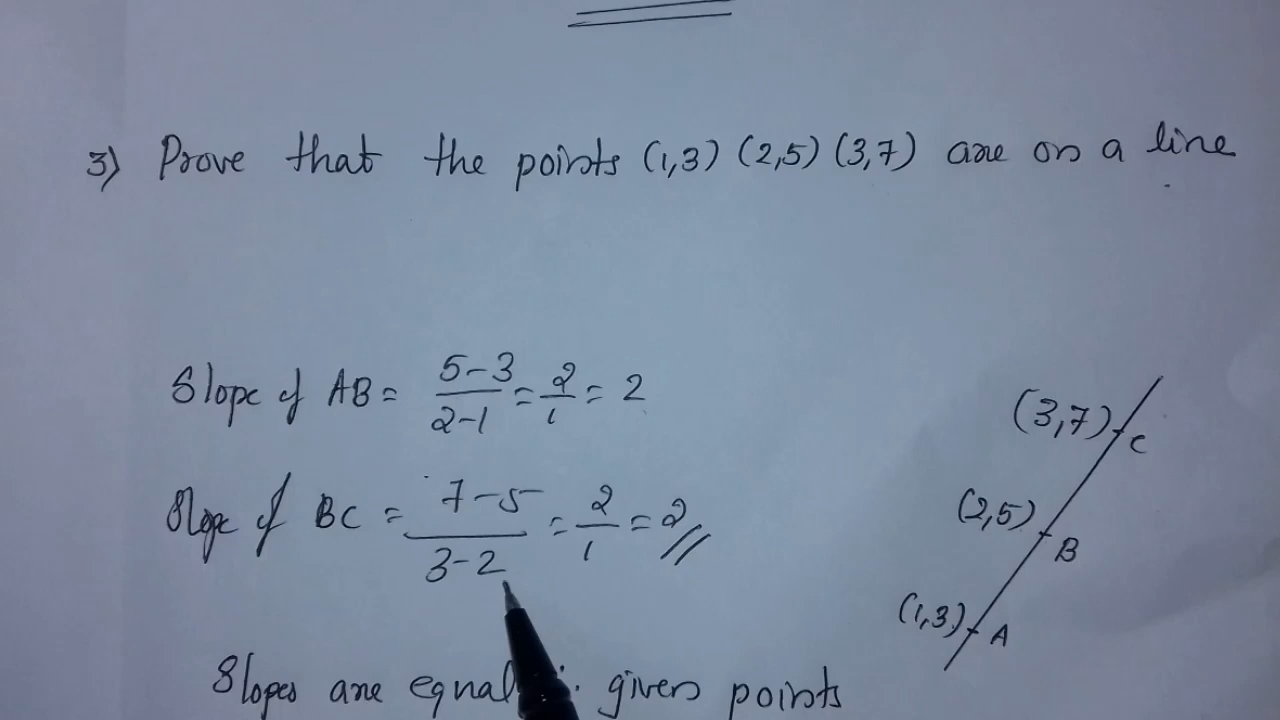 3) Prove that the points (1,3) (2,5) (3,7) are on a line
Slope of AB = 5-3/2-1 = 2/1 = 2
Slope of BC = 7-5/3-2 = 2/1 = 2
(3,7) C
(2,5) B
(1,3) A
Slopes are equal ∴ given points